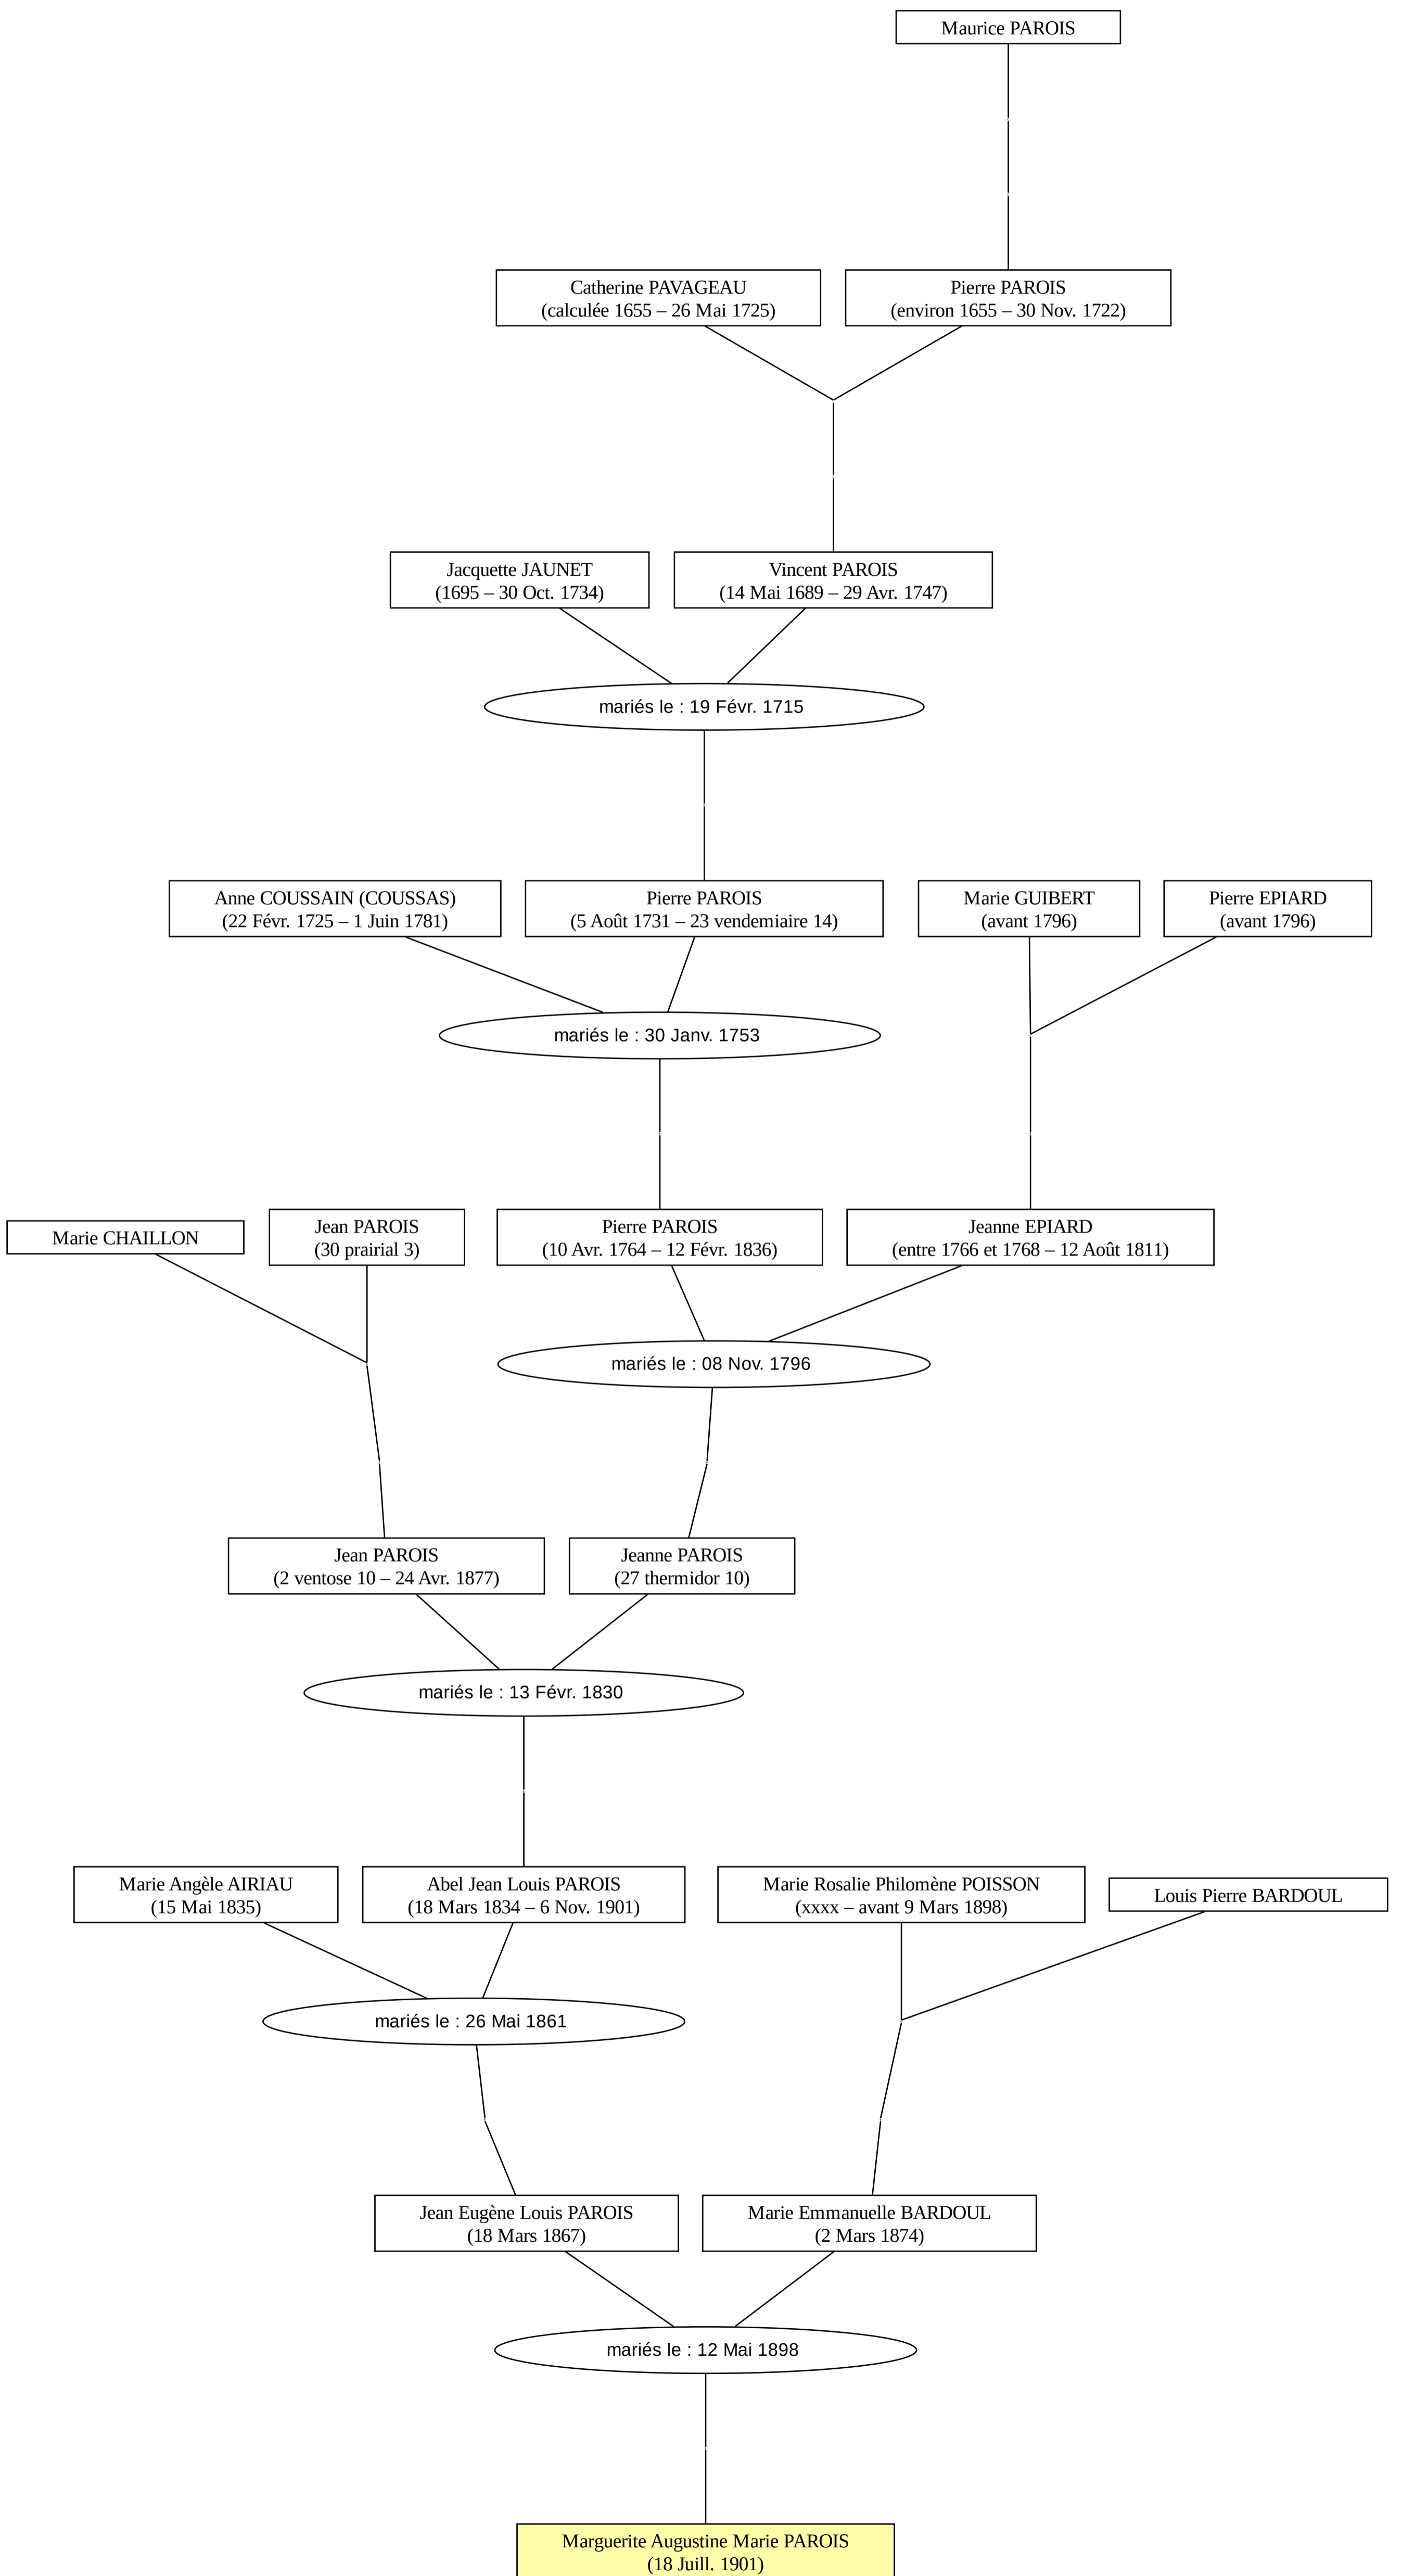 Maurice PAROIS
Catherine PAVAGEAU
(calculée 1655 – 26 Mai 1725)
Pierre PAROIS
(environ 1655 – 30 Nov. 1722)
Jacquette JAUNET
(1695 – 30 Oct. 1734)
Vincent PAROIS
(14 Mai 1689 – 29 Avr. 1747)
mariés le : 19 Févr. 1715
Anne COUSSAIN (COUSSAS)
(22 Févr. 1725 – 1 Juin 1781)
Pierre PAROIS
(5 Août 1731 – 23 vendemiaire 14)
Marie GUIBERT
(avant 1796)
Pierre EPIARD
(avant 1796)
mariés le : 30 Janv. 1753
Marie CHAILLON
Jean PAROIS
(30 prairial 3)
Pierre PAROIS
(10 Avr. 1764 – 12 Févr. 1836)
Jeanne EPIARD
(entre 1766 et 1768 – 12 Août 1811)
mariés le : 08 Nov. 1796
Jean PAROIS
(2 ventose 10 – 24 Avr. 1877)
Jeanne PAROIS
(27 thermidor 10)
mariés le : 13 Févr. 1830
Marie Angèle AIRIAU
(15 Mai 1835)
Abel Jean Louis PAROIS
(18 Mars 1834 – 6 Nov. 1901)
Marie Rosalie Philomène POISSON
(xxxx – avant 9 Mars 1898)
Louis Pierre BARDOUL
mariés le : 26 Mai 1861
Jean Eugène Louis PAROIS
(18 Mars 1867)
Marie Emmanuelle BARDOUL
(2 Mars 1874)
mariés le : 12 Mai 1898
Marguerite Augustine Marie PAROIS
(18 Juill. 1901)